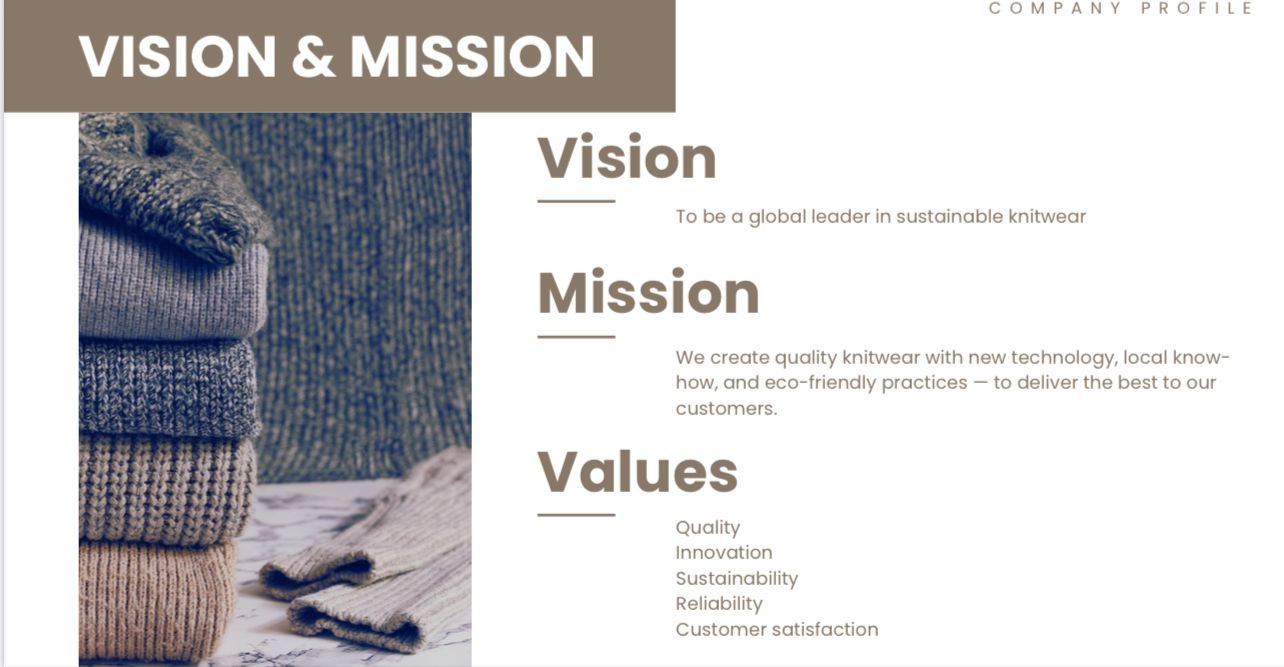 COMPANY PROFILE
VISION & MISSION
Vision
To be a global leader in sustainable knitwear
Mission
We create quality knitwear with new technology, local know-
how, and eco-friendly practices — to deliver the best to our
customers.
Values
Quality
Innovation
Sustainability
Reliability
Customer satisfaction